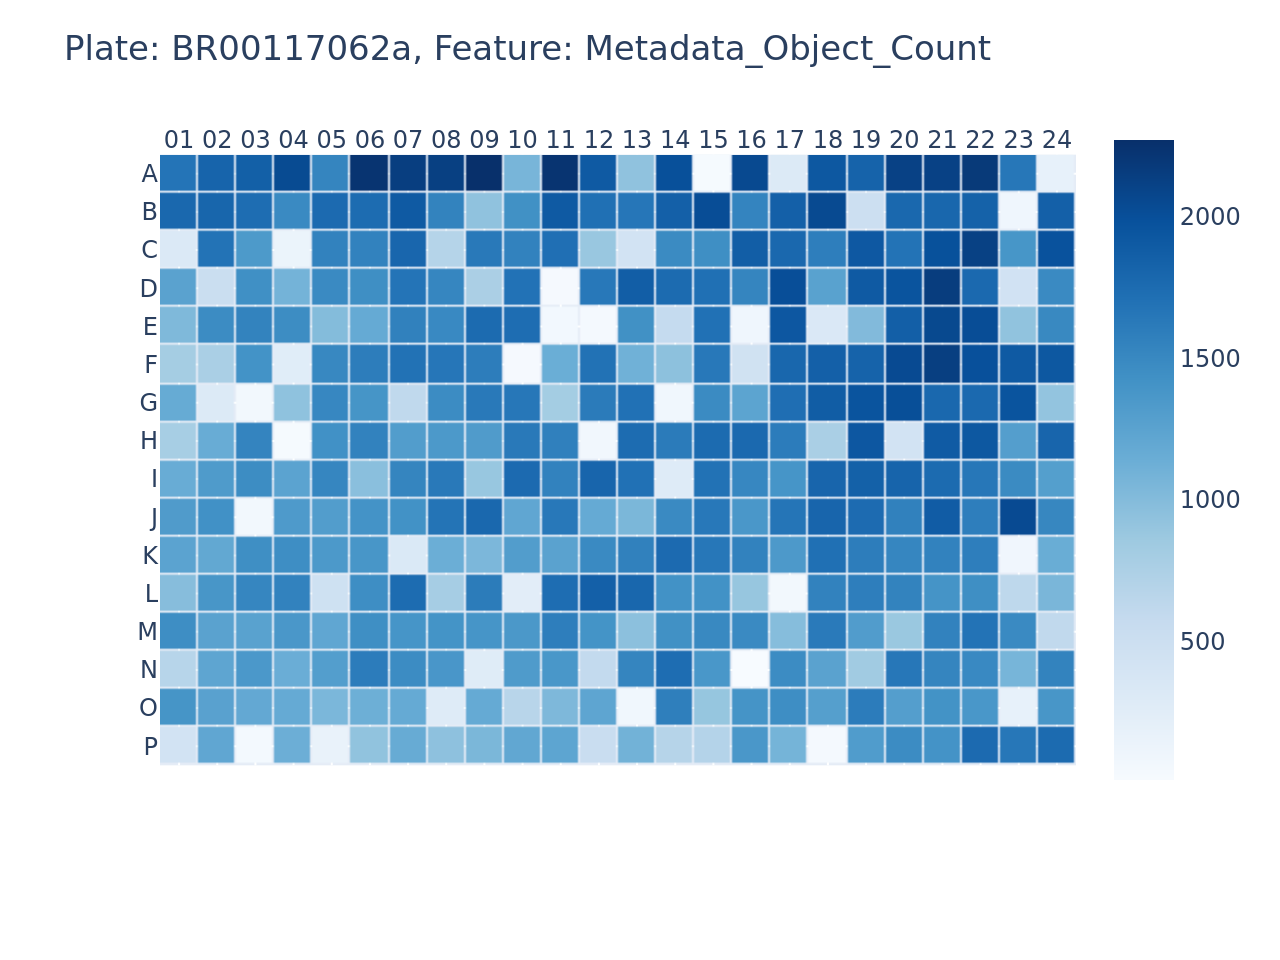 Plate: BR00117062a, Feature: Metadata_Object_Count
01 02 03 04 05 06 07 08 09 10 11 12 13 14 15 16 17 18 19 20 21 22 23 24
A
B
C
D
E
F
G
H
I
J
K
L
M
N
O
P
2000
1500
1000
500